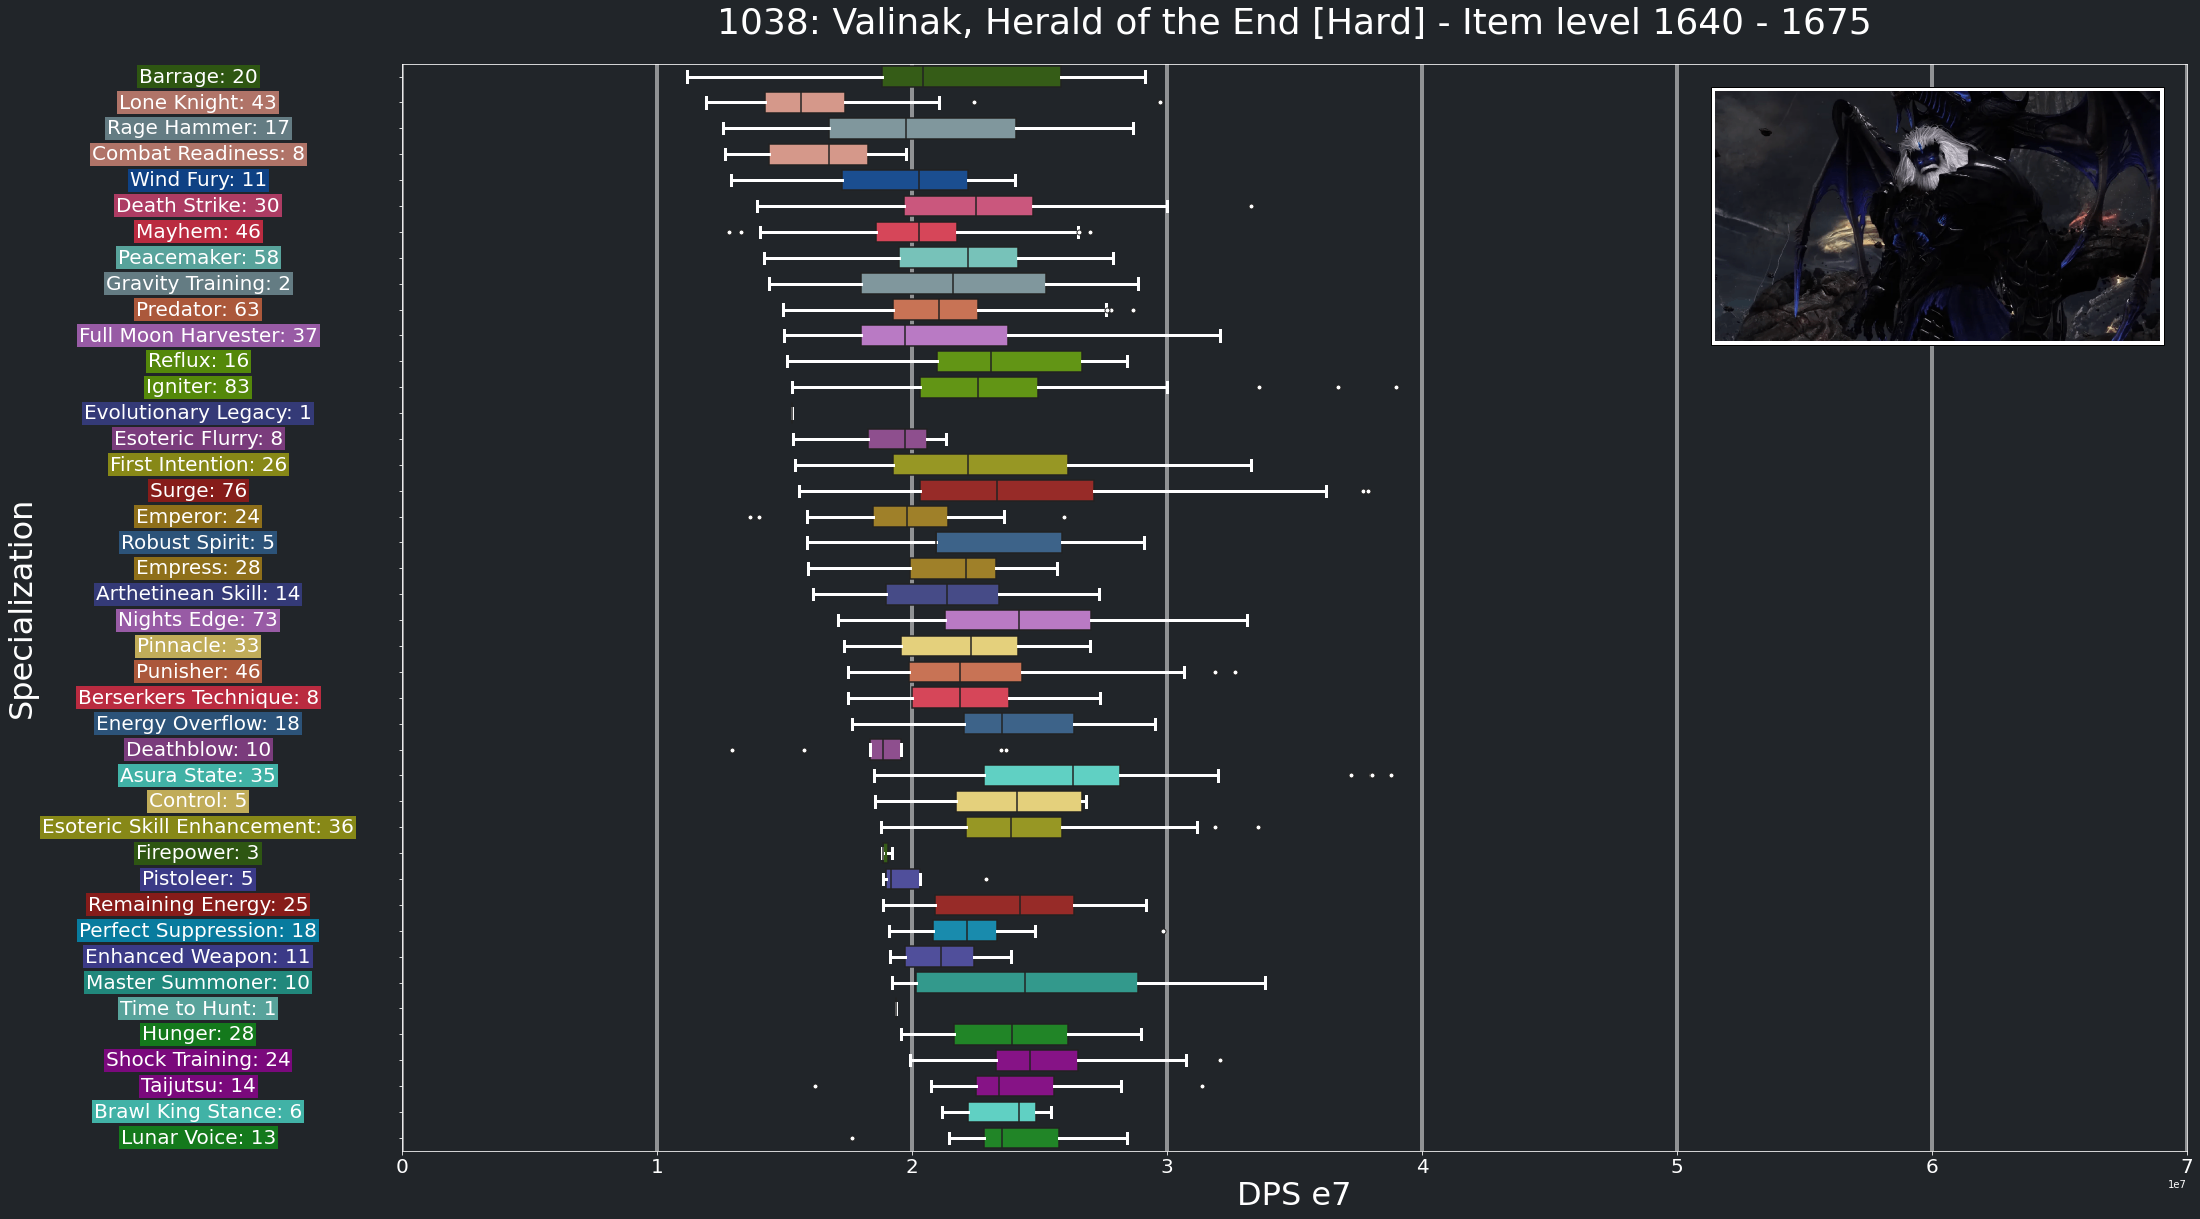 1038: Valinak, Herald of the End [Hard] - Item level 1640 - 1675
Barrage: 20
Lone Knight: 43
Rage Hammer: 17
Combat Readiness: 8
Wind Fury: 11
Death Strike: 30
Mayhem: 46
Peacemaker: 58
Gravity Training: 2
Predator: 63
Full Moon Harvester: 37
Reflux: 16
Igniter: 83
Evolutionary Legacy: 1
Esoteric Flurry: 8
First Intention: 26
Surge: 76
Emperor: 24
Robust Spirit: 5
Empress: 28
Arthetinean Skill: 14
Nights Edge: 73
Pinnacle: 33
Punisher: 46
Berserkers Technique: 8
Energy Overflow: 18
Deathblow: 10
Asura State: 35
Control: 5
Esoteric Skill Enhancement: 36
Firepower: 3
Pistoleer: 5
Remaining Energy: 25
Perfect Suppression: 18
Enhanced Weapon: 11
Master Summoner: 10
Time to Hunt: 1
Hunger: 28
Shock Training: 24
Taijutsu: 14
Brawl King Stance: 6
Lunar Voice: 13
Specialization
0 1 2 3 4 5 6 7
1e7
DPS e7